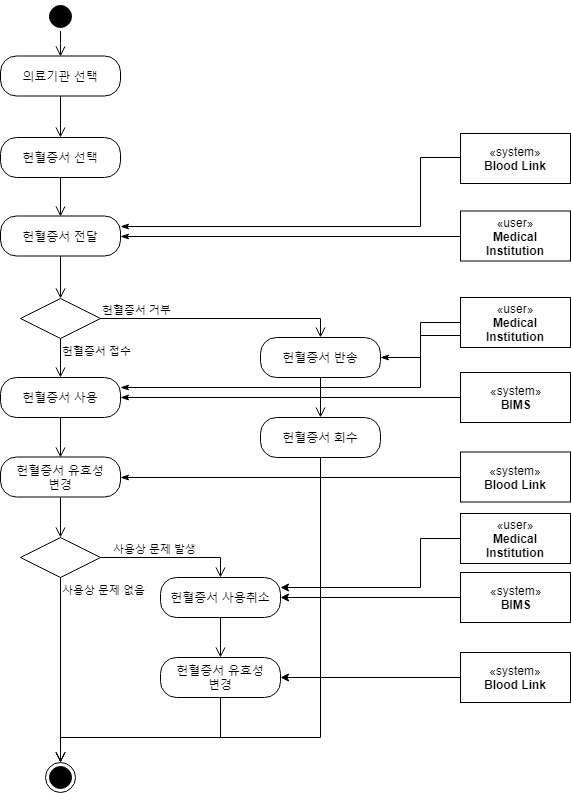 의료기관 선택
헌혈증서 선택
«system»
Blood Link
헌혈증서 전달
«user»
Medical
Institution
헌혈증서 거부
헌혈증서 접수
«user»
Medical
Institution
헌혈증서 반송
헌혈증서 사용
«system»
BIMS
헌혈증서 회수
헌혈증서 유효성
변경
«system»
Blood Link
사용상 문제 발생
«user»
Medical
Institution
사용상 문제 없음
헌혈증서 사용취소
«system»
BIMS
헌혈증서 유효성
변경
«system»
Blood Link